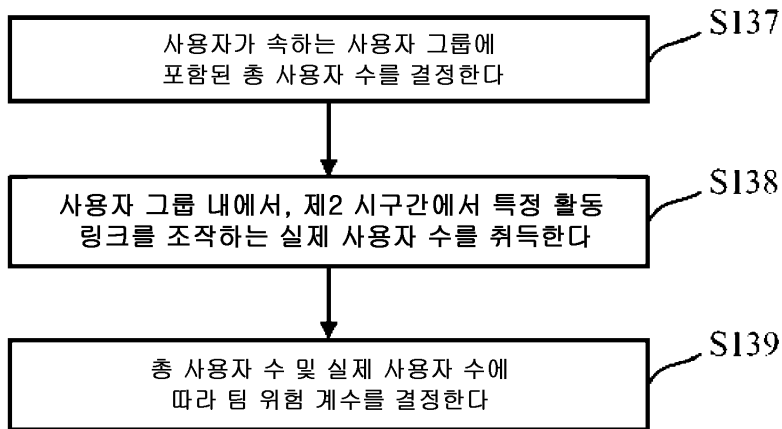 S137
사용자가 속하는 사용자 그룹에
포함된 총 사용자 수를 결정한다
S138
사용자 그룹 내에서, 제2 시구간에서 특정 활동
링크를 조작하는 실제 사용자 수를 취득한다
S139
총 사용자 수 및 실제 사용자 수에
따라 팀 위험 계수를 결정한다